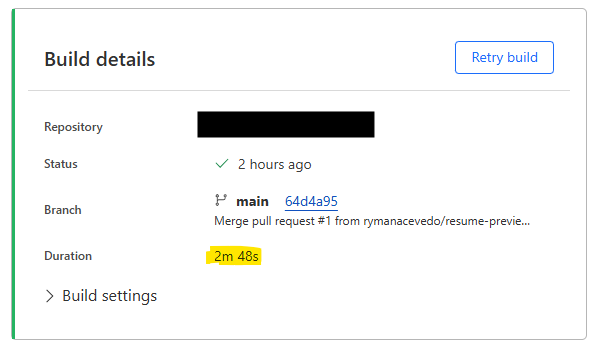 Build details
Retry build
Repository
Status
2 hours ago
Branch
main 64d4a95
Merge pull request #1 from rymanacevedo/resume-previe...
Duration
2m 48s
Build settings